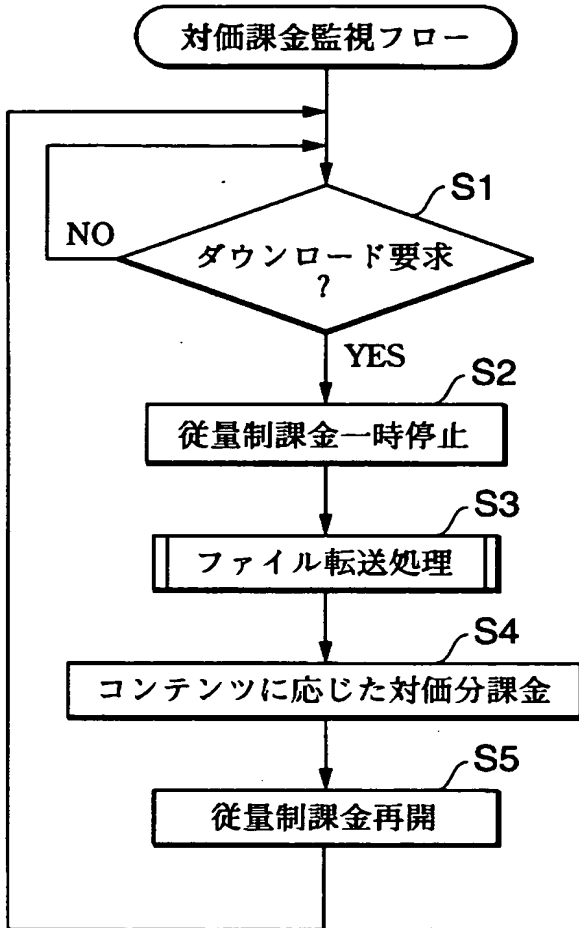 対価課金監視フロー
S1
NO
ダウンロード要求
?
YES
S2
従量制課金一時停止
S3
ファイル転送処理
S4
コンテンツに応じた対価分課金
S5
従量制課金再開